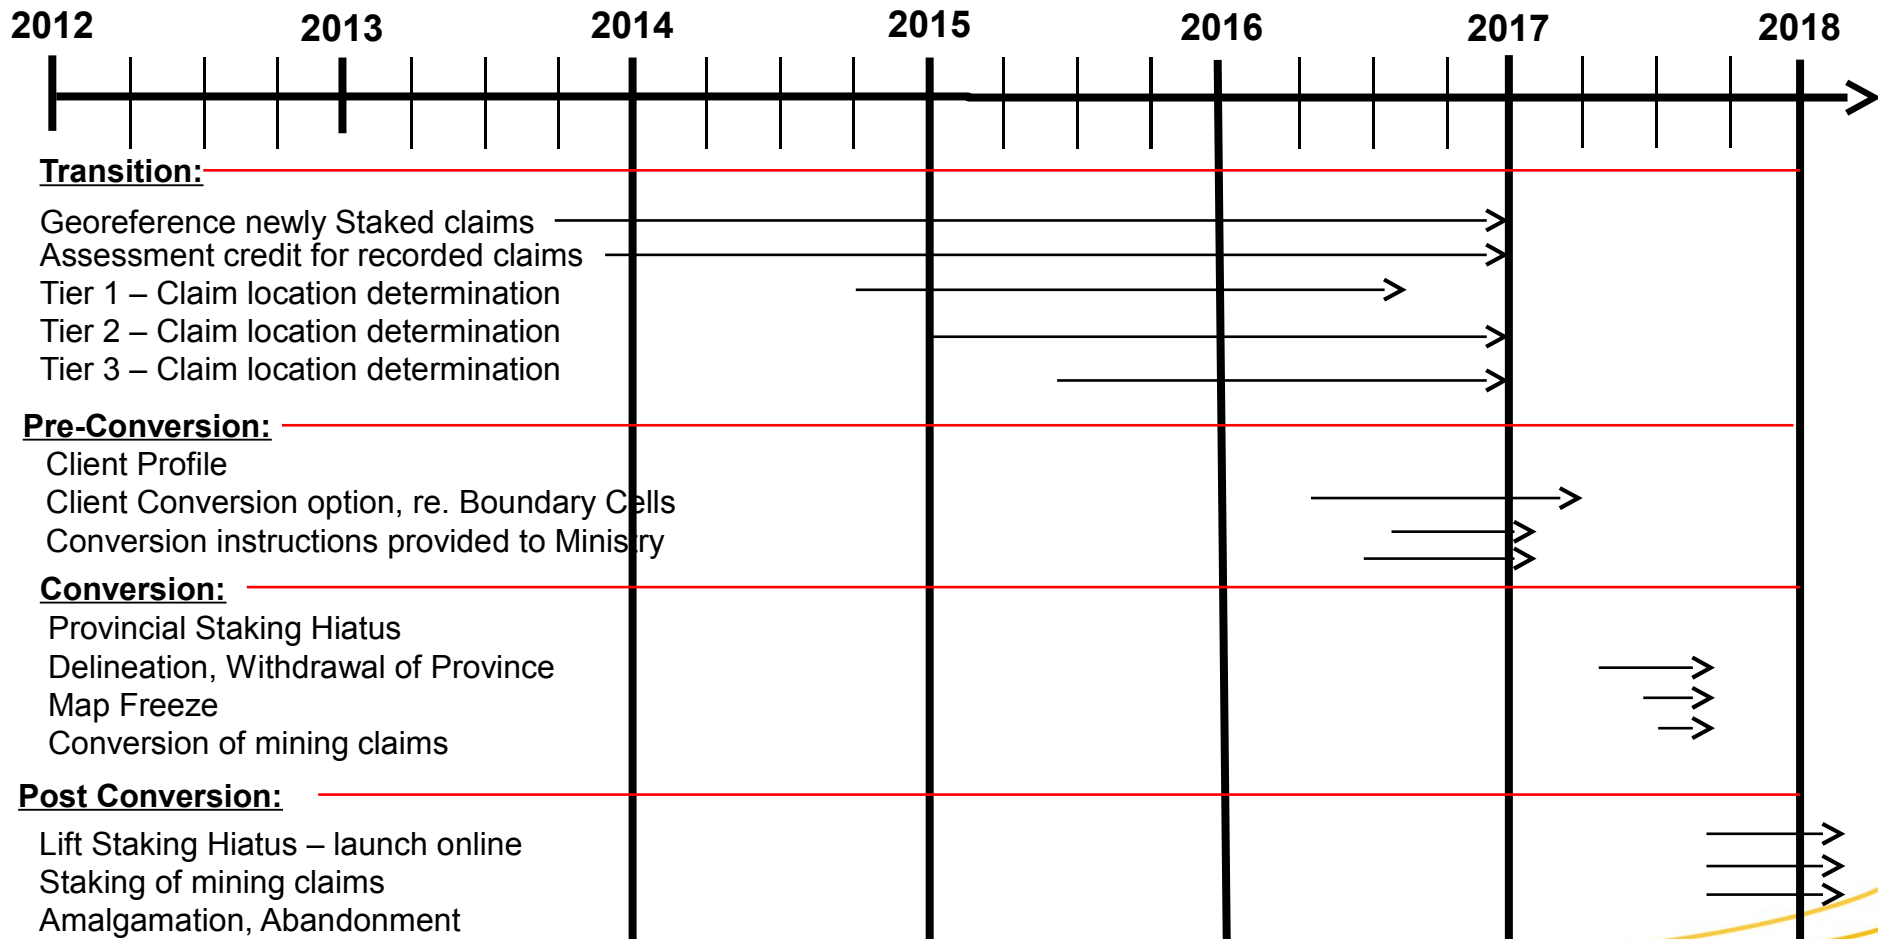 2012 2013 2014 2015 2016 2017 2018
Transition:
Georeference newly Staked claims
Assessment credit for recorded claims
Tier 1 – Claim location determination
Tier 2 – Claim location determination
Tier 3 – Claim location determination
Pre-Conversion:
Client Profile
Client Conversion option, re. Boundary Cells
Conversion instructions provided to Ministry
Conversion:
Provincial Staking Hiatus
Delineation, Withdrawal of Province
Map Freeze
Conversion of mining claims
Post Conversion:
Lift Staking Hiatus – launch online
Staking of mining claims
Amalgamation, Abandonment